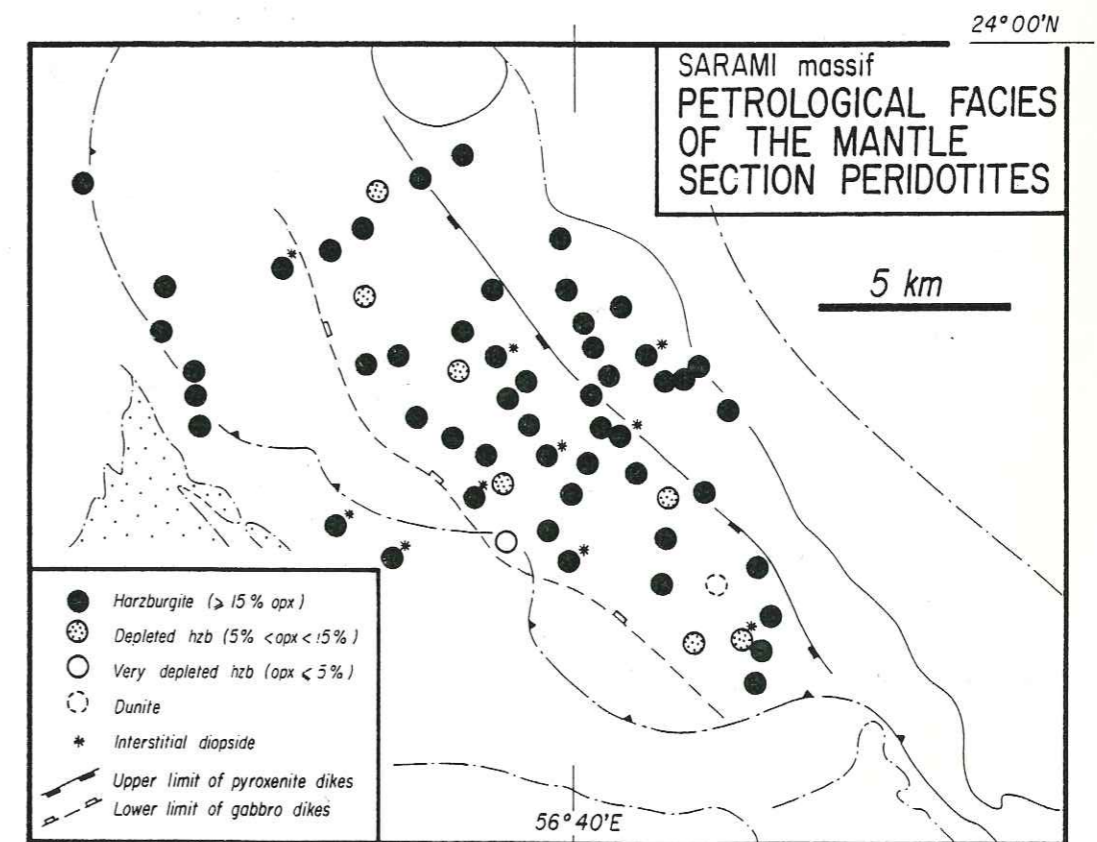 24°00'N
SARAMI massif
PETROLOGICAL FACIES
OF THE MANTLE
SECTION PERIDOTITES
5 km
Harzburgite (⩾ 15% opx)
Depleted hzb (5% < opx < 15%)
Very depleted hzb (opx ⩽ 5%)
Dunite
* Interstitial diopside
Upper limit of pyroxenite dikes
Lower limit of gabbro dikes
56°40'E